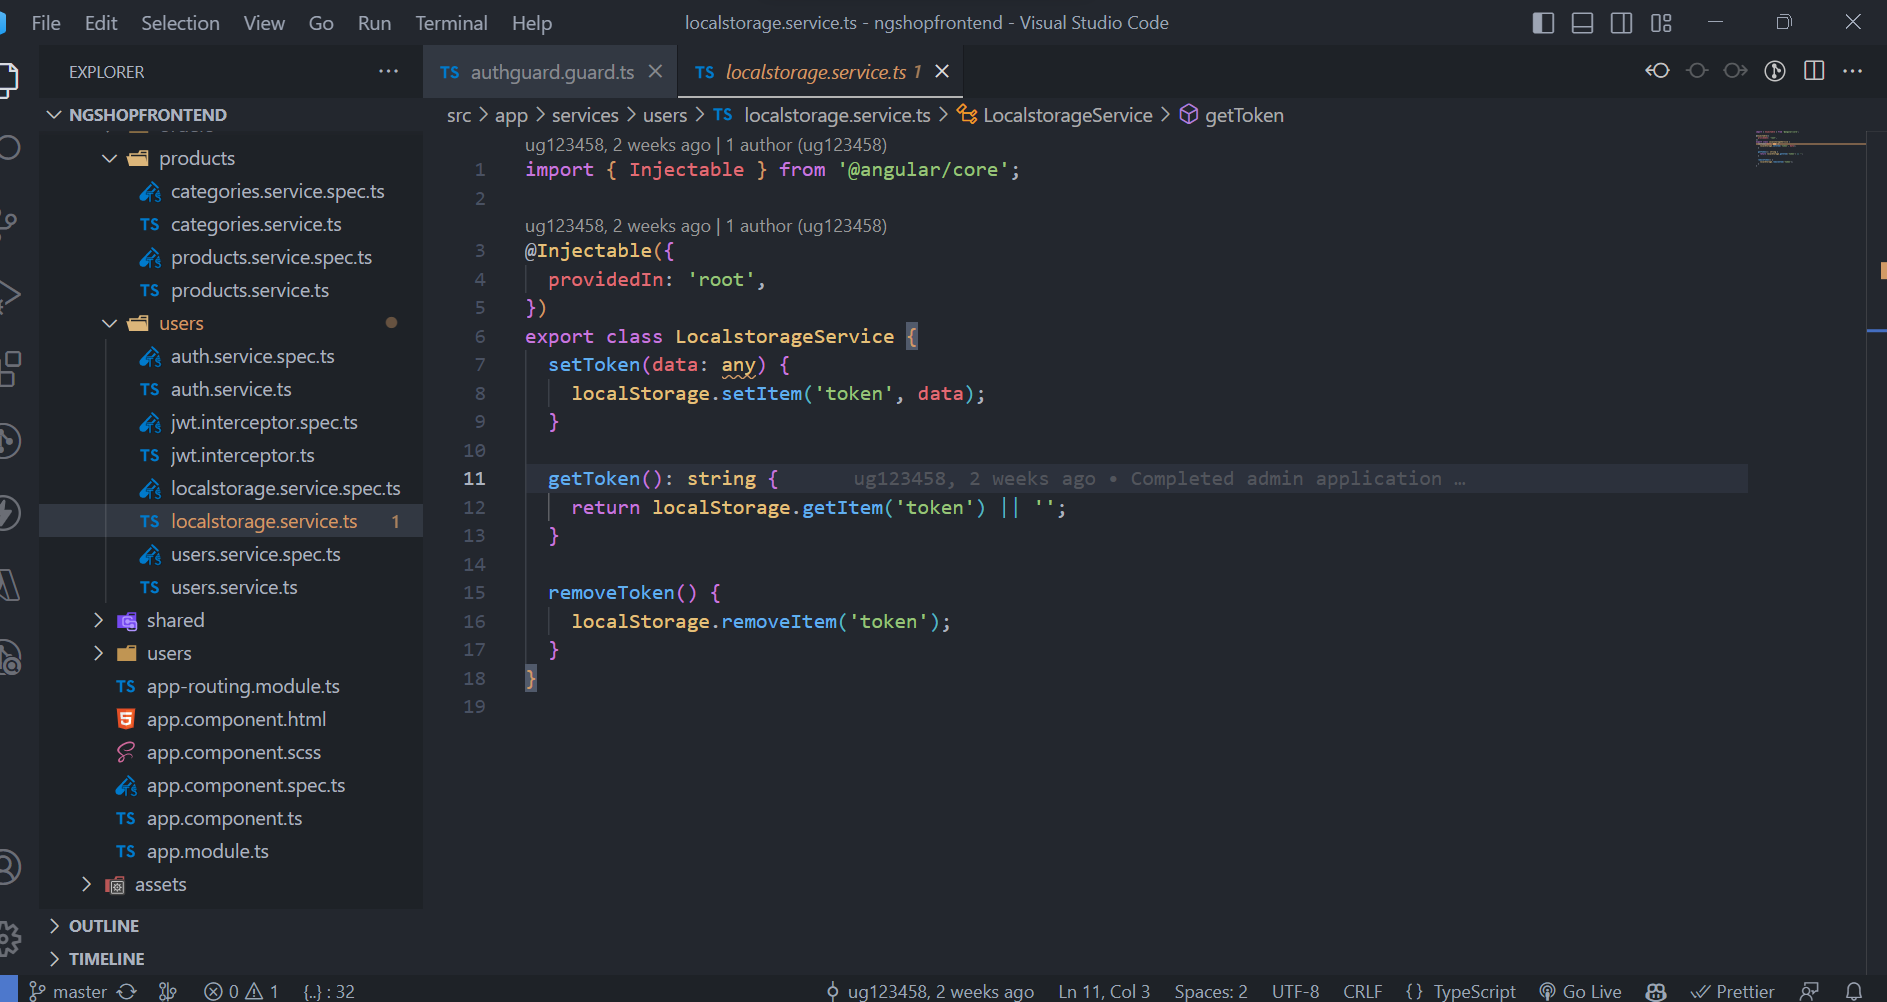 File Edit Selection View Go Run Terminal Help
localstorage.service.ts - ngshopfrontend - Visual Studio Code
EXPLORER
NGSHOPFRONTEND
products
categories.service.spec.ts
TS categories.service.ts
products.service.spec.ts
TS products.service.ts
users
auth.service.spec.ts
TS auth.service.ts
jwt.interceptor.spec.ts
TS jwt.interceptor.ts
localstorage.service.spec.ts
TS localstorage.service.ts 1
users.service.spec.ts
TS users.service.ts
shared
users
TS app-routing.module.ts
app.component.html
app.component.scss
app.component.spec.ts
TS app.component.ts
TS app.module.ts
assets
OUTLINE
TIMELINE
TS authguard.guard.ts
TS localstorage.service.ts 1
src > app > services > users > TS localstorage.service.ts > LocalstorageService > getToken
ug123458, 2 weeks ago | 1 author (ug123458)
1 import { Injectable } from '@angular/core';
2
ug123458, 2 weeks ago | 1 author (ug123458)
3 @Injectable({
4 providedIn: 'root',
5 })
6 export class LocalstorageService {
7 setToken(data: any) {
8 localStorage.setItem('token', data);
9 }
10
11 getToken(): string { ug123458, 2 weeks ago • Completed admin application …
12 return localStorage.getItem('token') || '';
13 }
14
15 removeToken() {
16 localStorage.removeItem('token');
17 }
18 }
19
master 0 1 {..} : 32
ug123458, 2 weeks ago Ln 11, Col 3 Spaces: 2 UTF-8 CRLF {} TypeScript Go Live Prettier